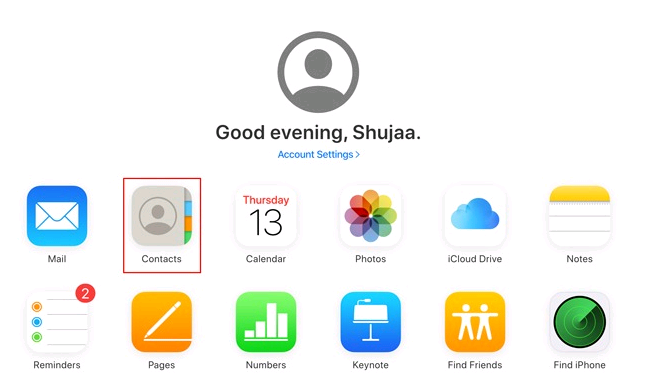 Good evening, Shujaa.
Account Settings >
Thursday
13
Mail
Contacts
Calendar
Photos
iCloud Drive
Notes
2
Reminders
Pages
Numbers
Keynote
Find Friends
Find iPhone